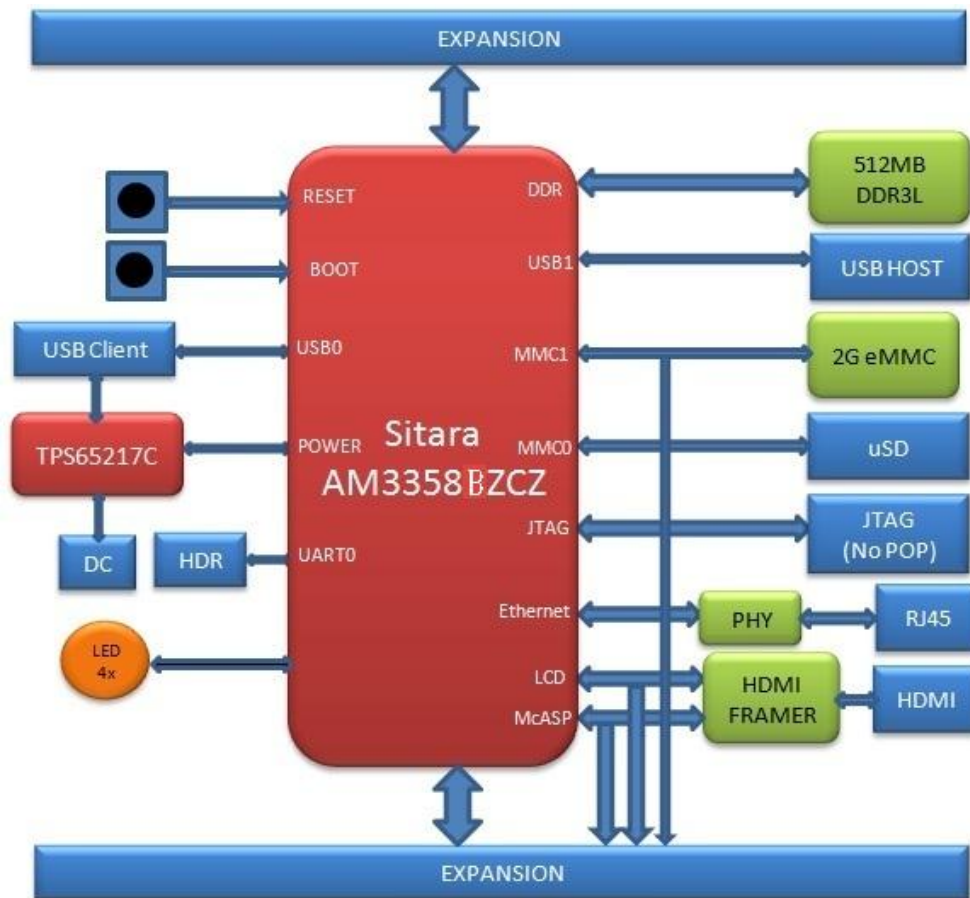 EXPANSION
RESET
BOOT
USB Client
USB0
TPS65217C
POWER
DC
HDR
UART0
LED
4x
Sitara
AM3358BZCZ
DDR
512MB
DDR3L
USB1
USB HOST
MMC1
2G eMMC
MMC0
uSD
JTAG
JTAG
(No POP)
Ethernet
PHY
RJ45
LCD
McASP
HDMI
FRAMER
HDMI
EXPANSION